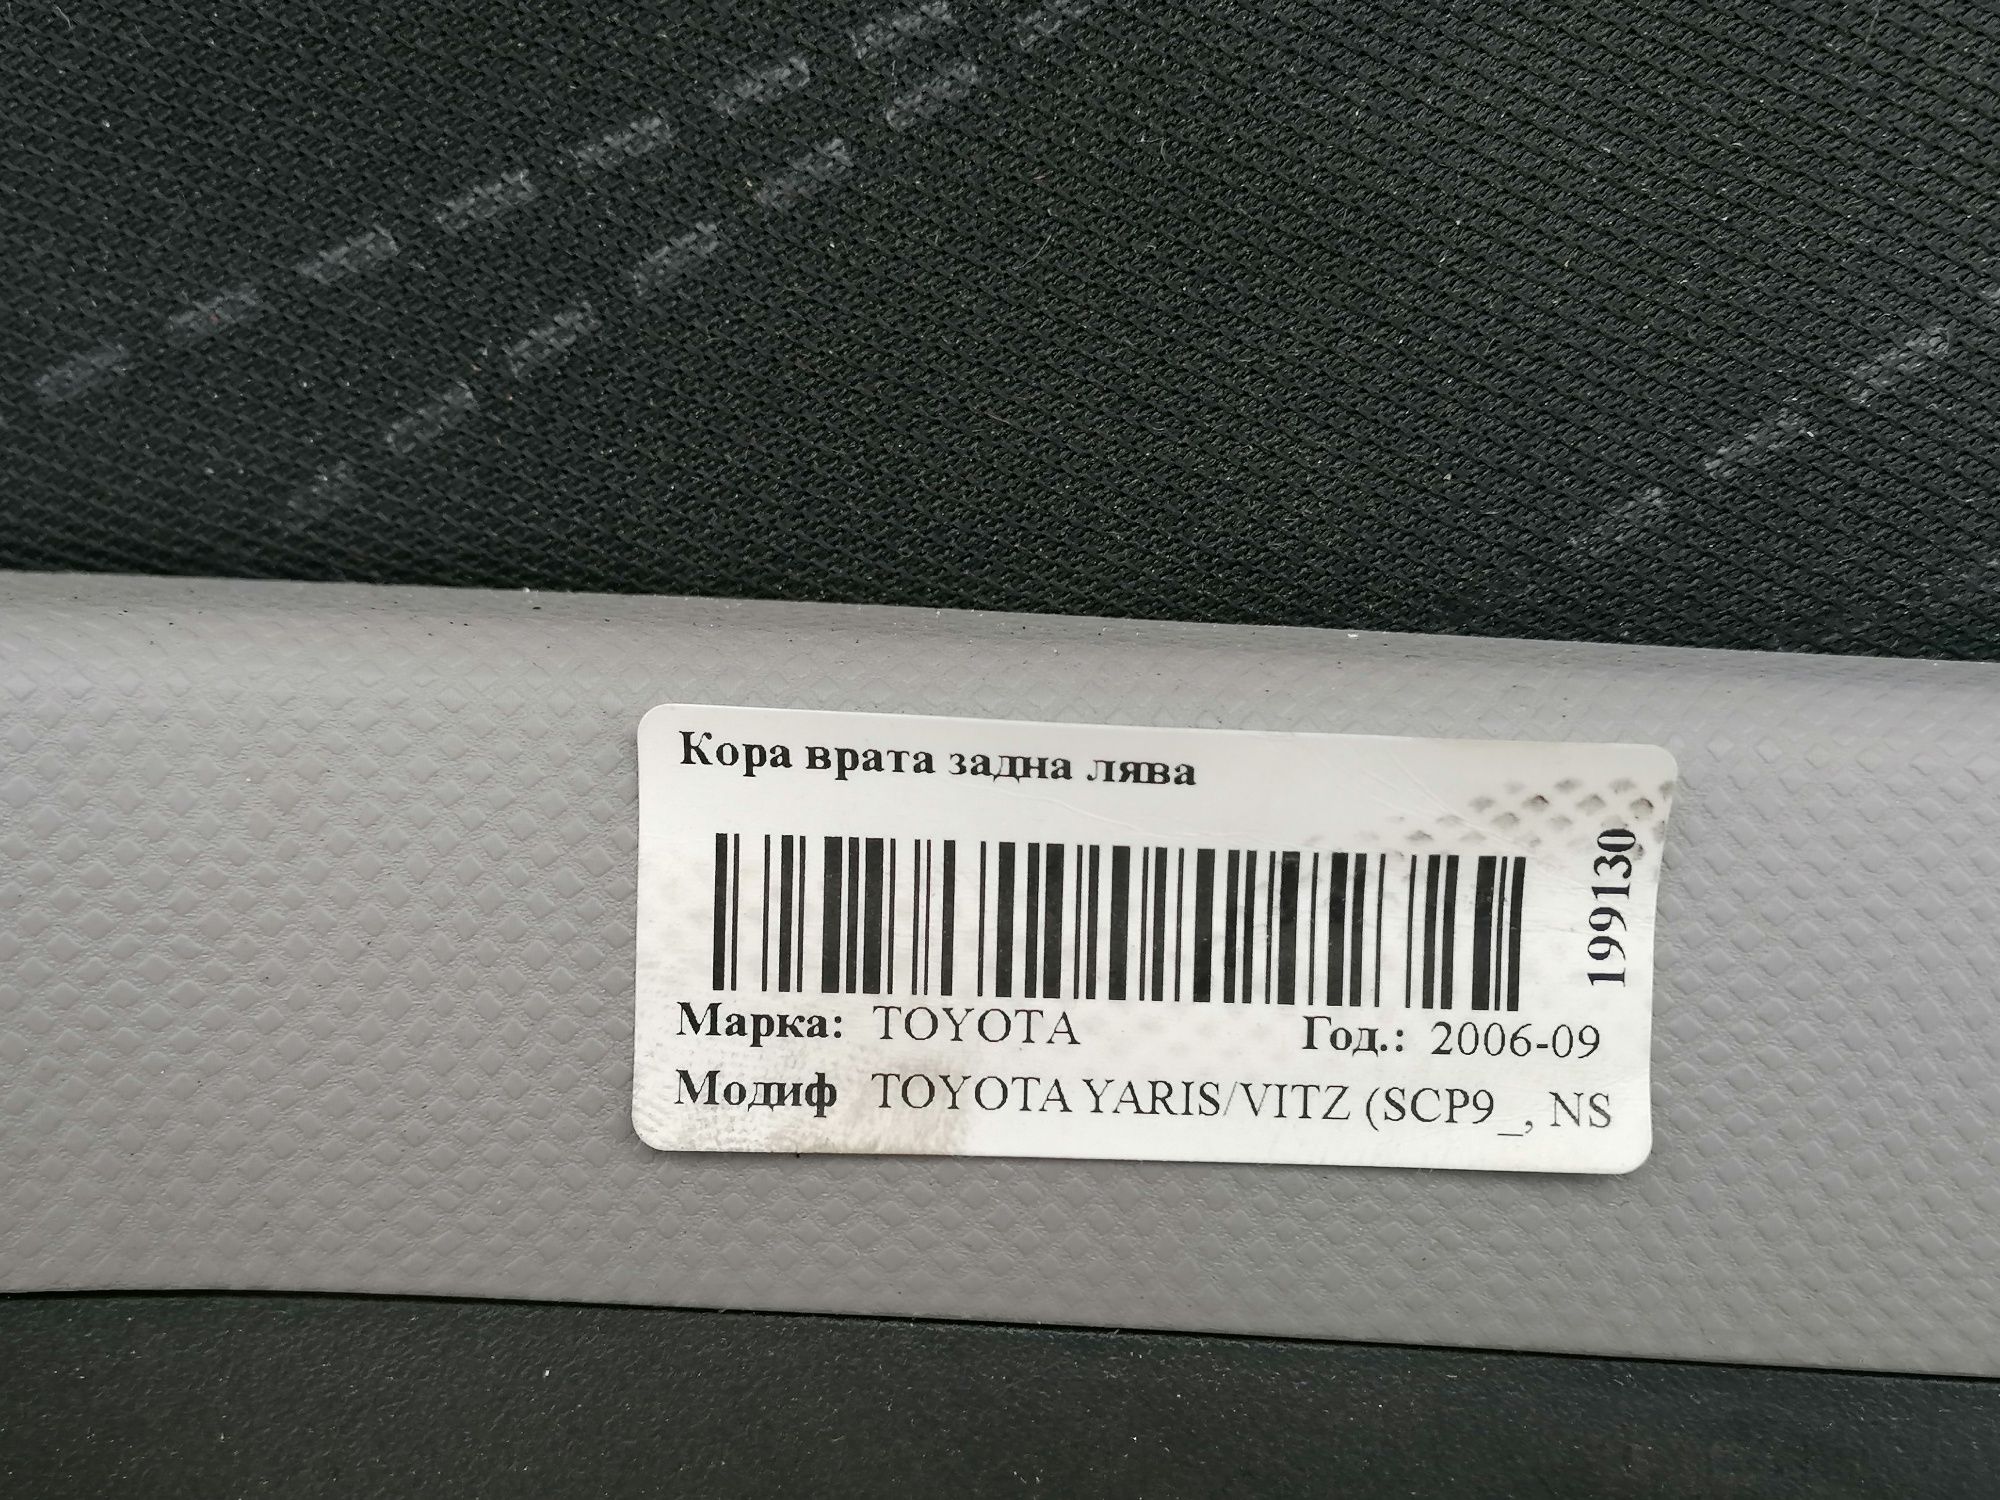 Кора врата задна лява
199130
Марка: TOYOTA Год.: 2006-09
Модиф TOYOTA YARIS/VITZ (SCP9_, NS